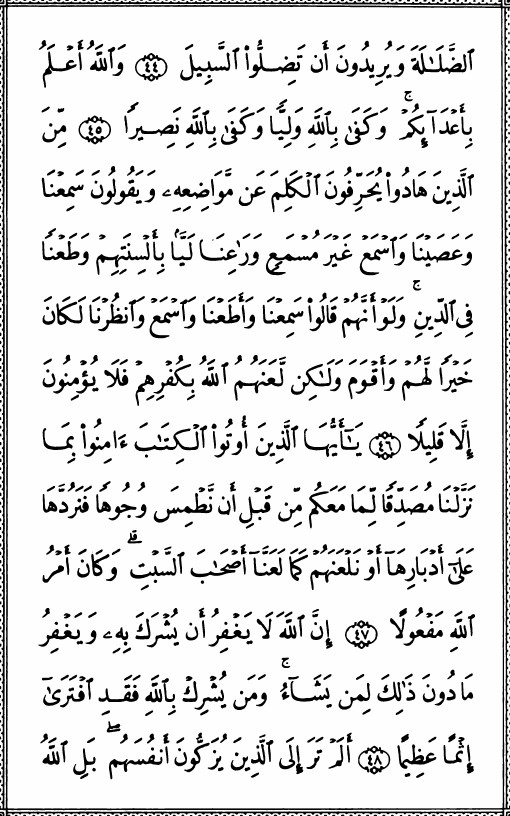 ٱلضَّلَٰلَةَ وَيُرِيدُونَ أَن تَضِلُّوا۟ ٱلسَّبِيلَ ﴿٤٤﴾ وَٱللَّهُ أَعْلَمُ
بِأَعْدَآئِكُمْ ۚ وَكَفَىٰ بِٱللَّهِ وَلِيًّا وَكَفَىٰ بِٱللَّهِ نَصِيرًا ﴿٤٥﴾ مِّنَ
ٱلَّذِينَ هَادُوا۟ يُحَرِّفُونَ ٱلْكَلِمَ عَن مَّوَاضِعِهِۦ وَيَقُولُونَ سَمِعْنَا
وَعَصَيْنَا وَٱسْمَعْ غَيْرَ مُسْمَعٍ وَرَٰعِنَا لَيًّۢا بِأَلْسِنَتِهِمْ وَطَعْنًا
فِى ٱلدِّينِ ۚ وَلَوْ أَنَّهُمْ قَالُوا۟ سَمِعْنَا وَأَطَعْنَا وَٱسْمَعْ وَٱنظُرْنَا لَكَانَ
خَيْرًا لَّهُمْ وَأَقْوَمَ وَلَٰكِن لَّعَنَهُمُ ٱللَّهُ بِكُفْرِهِمْ فَلَا يُؤْمِنُونَ
إِلَّا قَلِيلًا ﴿٤٦﴾ يَٰٓأَيُّهَا ٱلَّذِينَ أُوتُوا۟ ٱلْكِتَٰبَ ءَامِنُوا۟ بِمَا
نَزَّلْنَا مُصَدِّقًا لِّمَا مَعَكُم مِّن قَبْلِ أَن نَّطْمِسَ وُجُوهًا فَنَرُدَّهَا
عَلَىٰٓ أَدْبَارِهَآ أَوْ نَلْعَنَهُمْ كَمَا لَعَنَّآ أَصْحَٰبَ ٱلسَّبْتِ ۚ وَكَانَ أَمْرُ
ٱللَّهِ مَفْعُولًا ﴿٤٧﴾ إِنَّ ٱللَّهَ لَا يَغْفِرُ أَن يُشْرَكَ بِهِۦ وَيَغْفِرُ
مَا دُونَ ذَٰلِكَ لِمَن يَشَآءُ ۚ وَمَن يُشْرِكْ بِٱللَّهِ فَقَدِ ٱفْتَرَىٰٓ
إِثْمًا عَظِيمًا ﴿٤٨﴾ أَلَمْ تَرَ إِلَى ٱلَّذِينَ يُزَكُّونَ أَنفُسَهُم ۖ بَلِ ٱللَّهُ